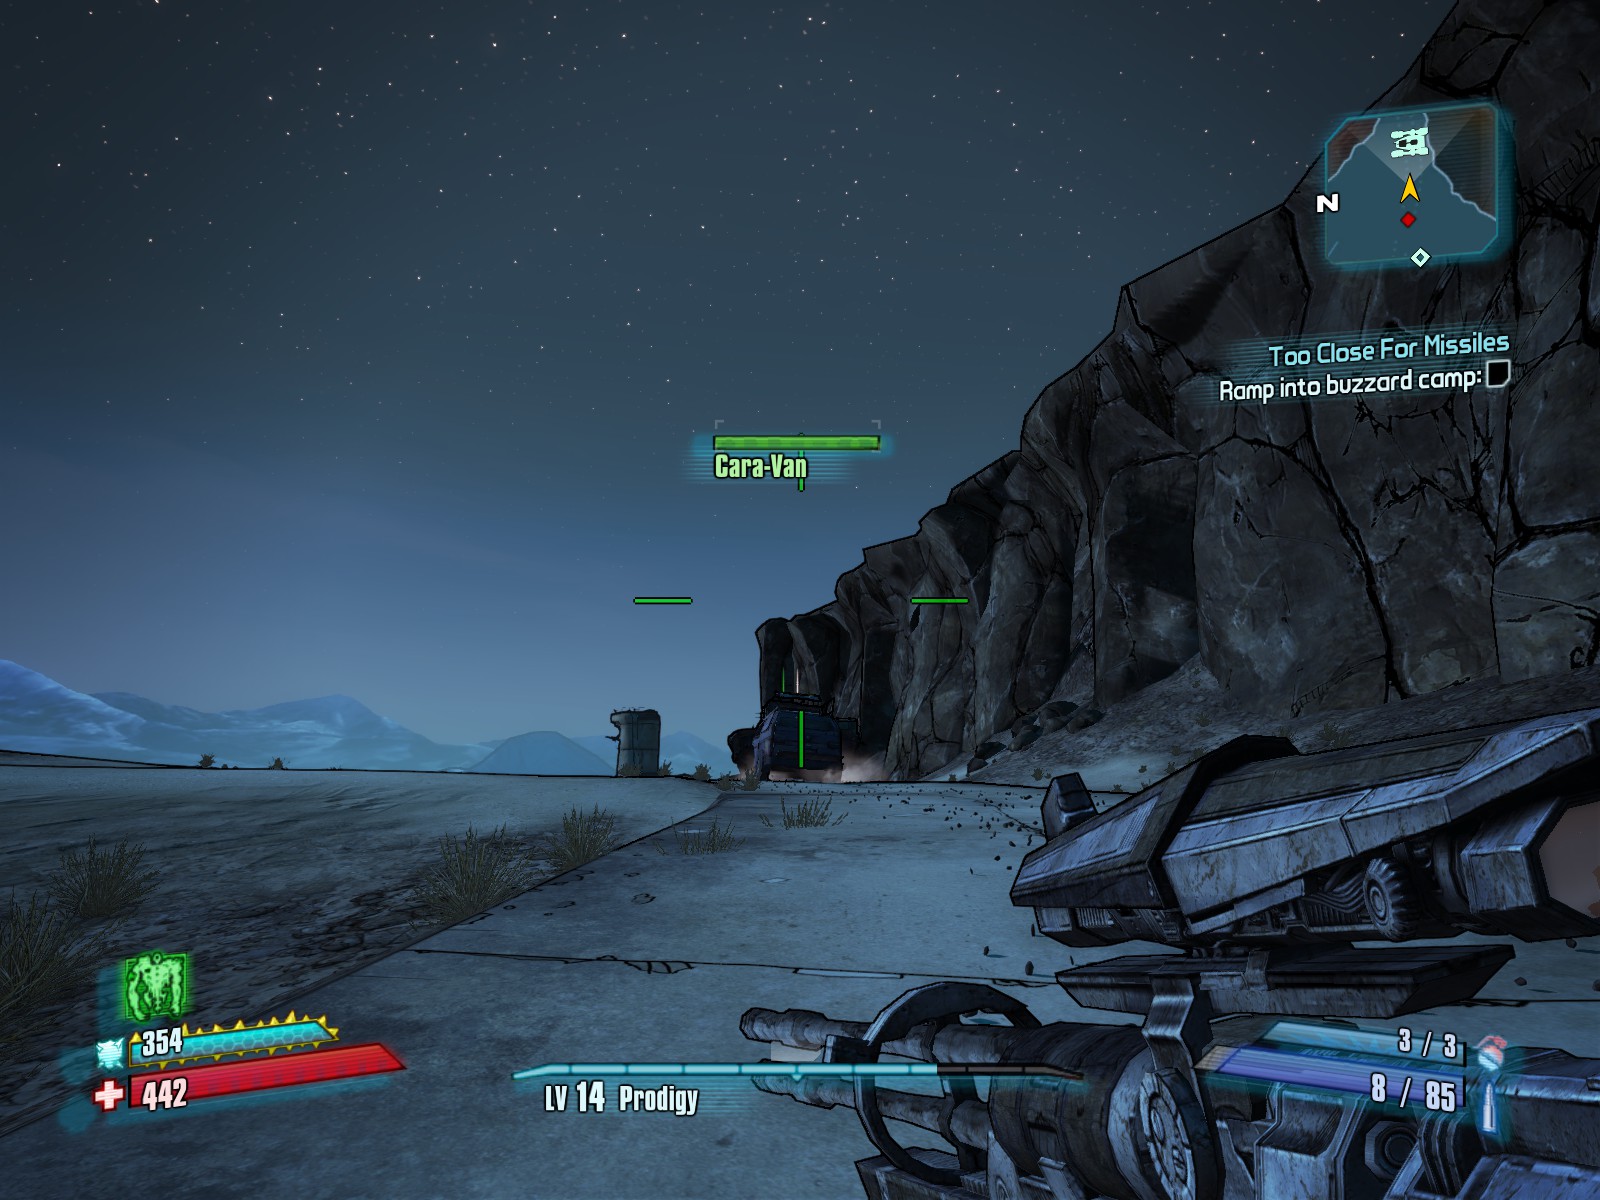 N
Too Close For Missiles
Ramp into buzzard camp:
Cara-Van
354
442
LV 14 Prodigy
3 / 3
8 / 85